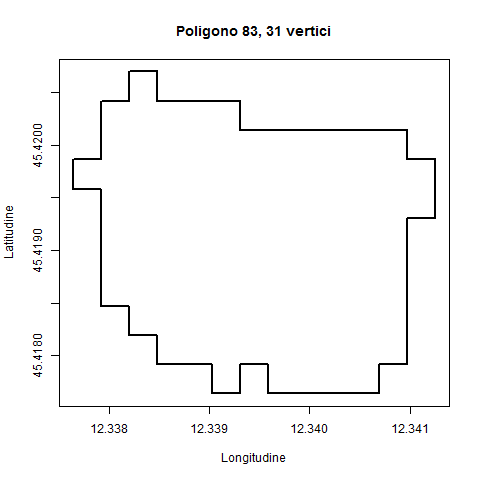 Poligono 83, 31 vertici
Latitudine
45.4200
45.4190
45.4180
12.338 12.339 12.340 12.341
Longitudine